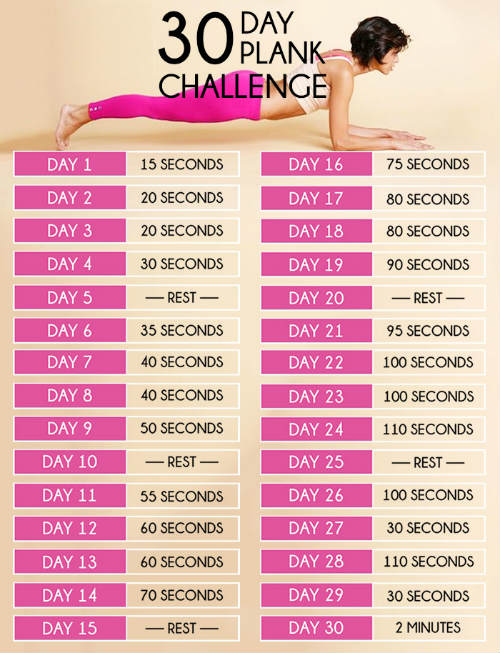 30 DAY
PLANK
CHALLENGE
DAY 1 15 SECONDS
DAY 2 20 SECONDS
DAY 3 20 SECONDS
DAY 4 30 SECONDS
DAY 5 — REST —
DAY 6 35 SECONDS
DAY 7 40 SECONDS
DAY 8 40 SECONDS
DAY 9 50 SECONDS
DAY 10 — REST —
DAY 11 55 SECONDS
DAY 12 60 SECONDS
DAY 13 60 SECONDS
DAY 14 70 SECONDS
DAY 15 — REST —
DAY 16 75 SECONDS
DAY 17 80 SECONDS
DAY 18 80 SECONDS
DAY 19 90 SECONDS
DAY 20 — REST —
DAY 21 95 SECONDS
DAY 22 100 SECONDS
DAY 23 100 SECONDS
DAY 24 110 SECONDS
DAY 25 — REST —
DAY 26 100 SECONDS
DAY 27 30 SECONDS
DAY 28 110 SECONDS
DAY 29 30 SECONDS
DAY 30 2 MINUTES